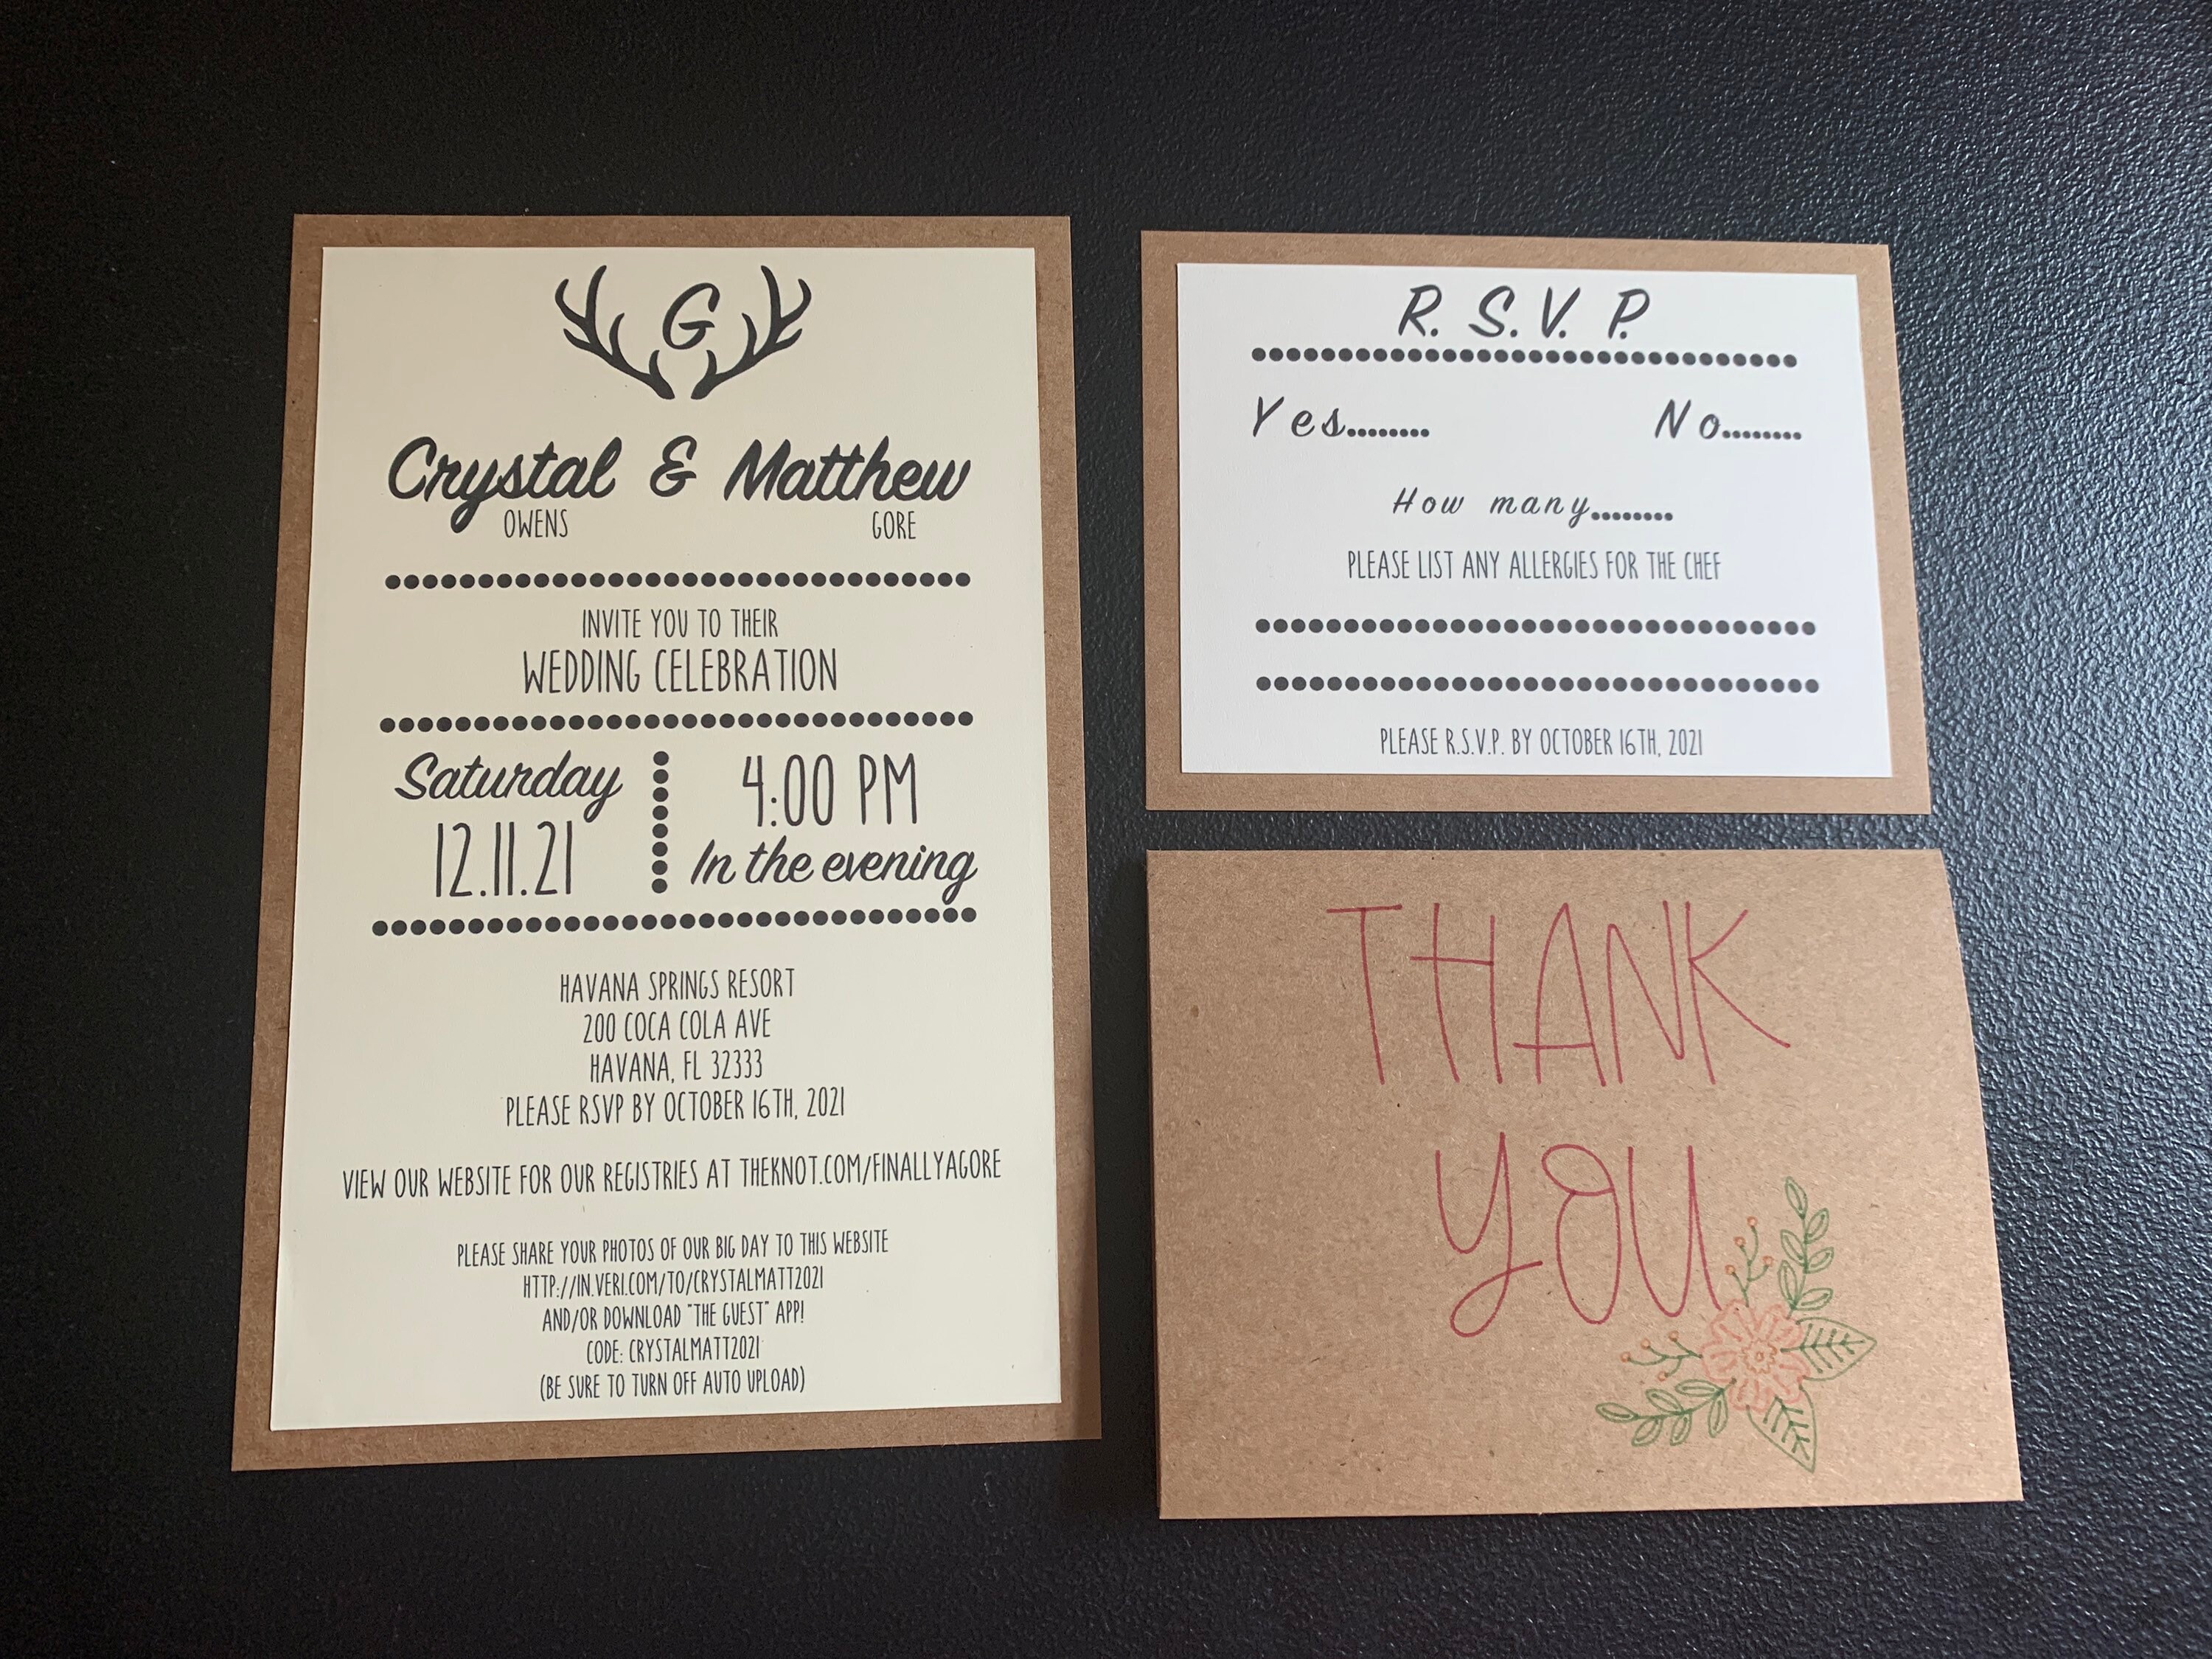 G
Crystal & Matthew
OWENS GORE
INVITE YOU TO THEIR
WEDDING CELEBRATION
Saturday
12.11.21
4:00 PM
In the evening
HAVANA SPRINGS RESORT
200 COCA COLA AVE
HAVANA, FL 32333
PLEASE RSVP BY OCTOBER 16TH, 2021
VIEW OUR WEBSITE FOR OUR REGISTRIES AT THEKNOT.COM/FINALLYAGORE
PLEASE SHARE YOUR PHOTOS OF OUR BIG DAY TO THIS WEBSITE
HTTP://IN.VERI.COM/TO/CRYSTALMATT2021
AND/OR DOWNLOAD "THE GUEST" APP!
CODE: CRYSTALMATT2021
(BE SURE TO TURN OFF AUTO UPLOAD)
R. S. V. P.
Yes........ No........
How many........
PLEASE LIST ANY ALLERGIES FOR THE CHEF
PLEASE R.S.V.P. BY OCTOBER 16TH, 2021
THANK
YOU